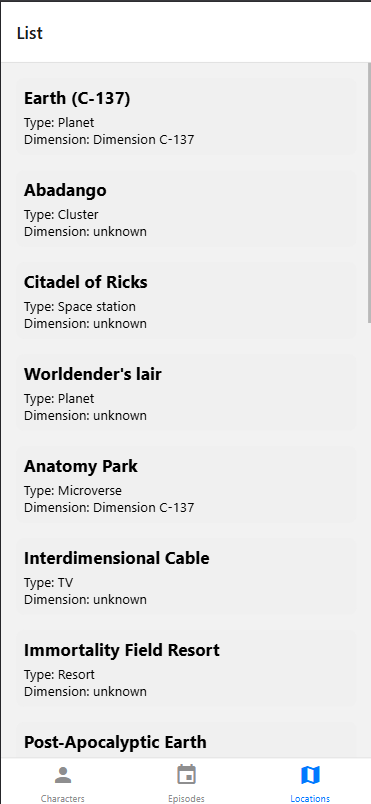 List
Earth (C-137)
Type: Planet
Dimension: Dimension C-137
Abadango
Type: Cluster
Dimension: unknown
Citadel of Ricks
Type: Space station
Dimension: unknown
Worldender's lair
Type: Planet
Dimension: unknown
Anatomy Park
Type: Microverse
Dimension: Dimension C-137
Interdimensional Cable
Type: TV
Dimension: unknown
Immortality Field Resort
Type: Resort
Dimension: unknown
Post-Apocalyptic Earth
Characters
Episodes
Locations